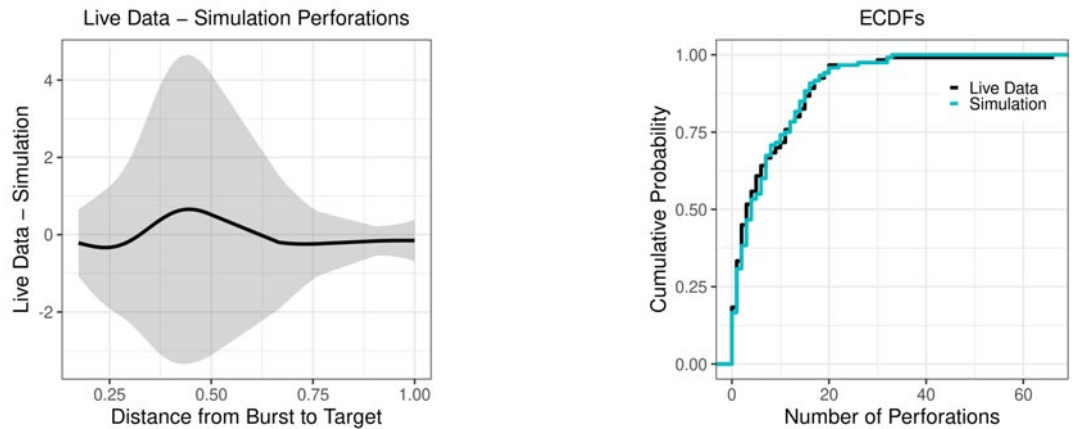 Live Data – Simulation Perforations
Live Data – Simulation
4
2
0
-2
0.25
0.50
0.75
1.00
Distance from Burst to Target
ECDFs
Cumulative Probability
1.00
0.75
0.50
0.25
0.00
Live Data
Simulation
0
20
40
60
Number of Perforations